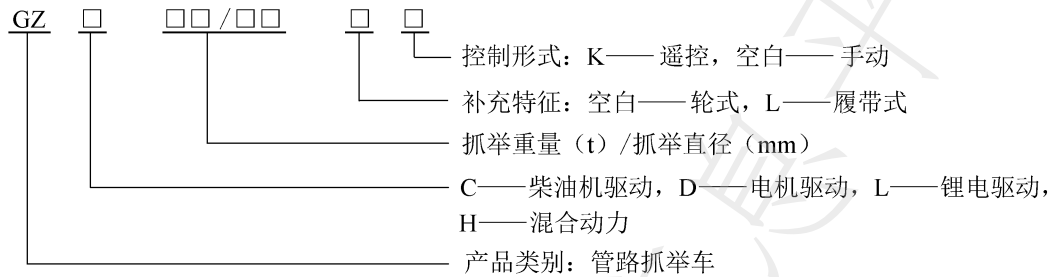 GZ □ □□/□□ □ □
控制形式：K——遥控，空白——手动
补充特征：空白——轮式，L——履带式
抓举重量（t）/抓举直径（mm）
C——柴油机驱动，D——电机驱动，L——锂电驱动，
H——混合动力
产品类别：管路抓举车